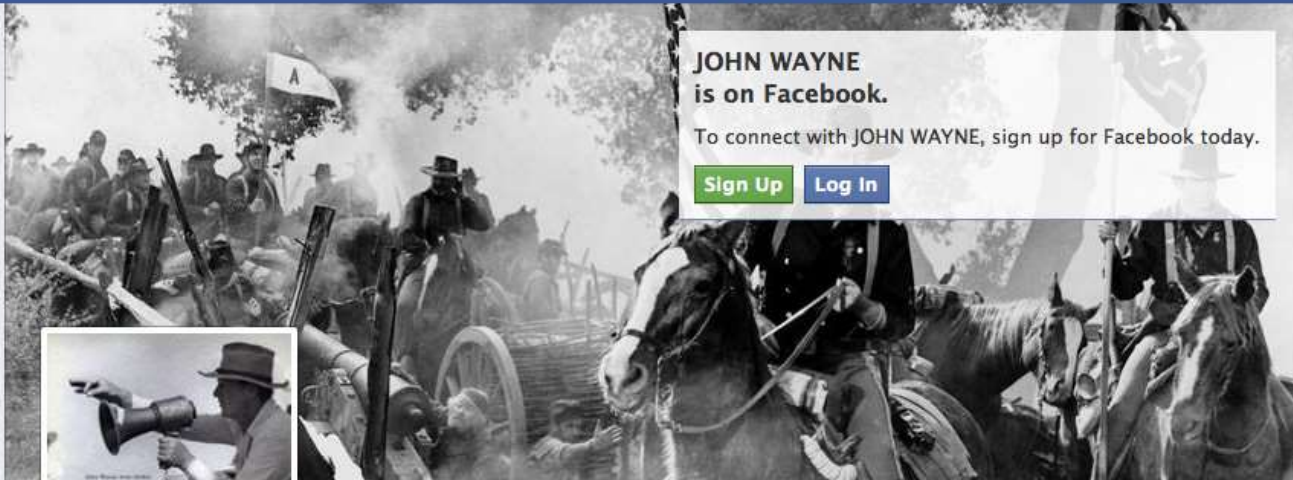 A
JOHN WAYNE
is on Facebook.
To connect with JOHN WAYNE, sign up for Facebook today.
Sign Up
Log In